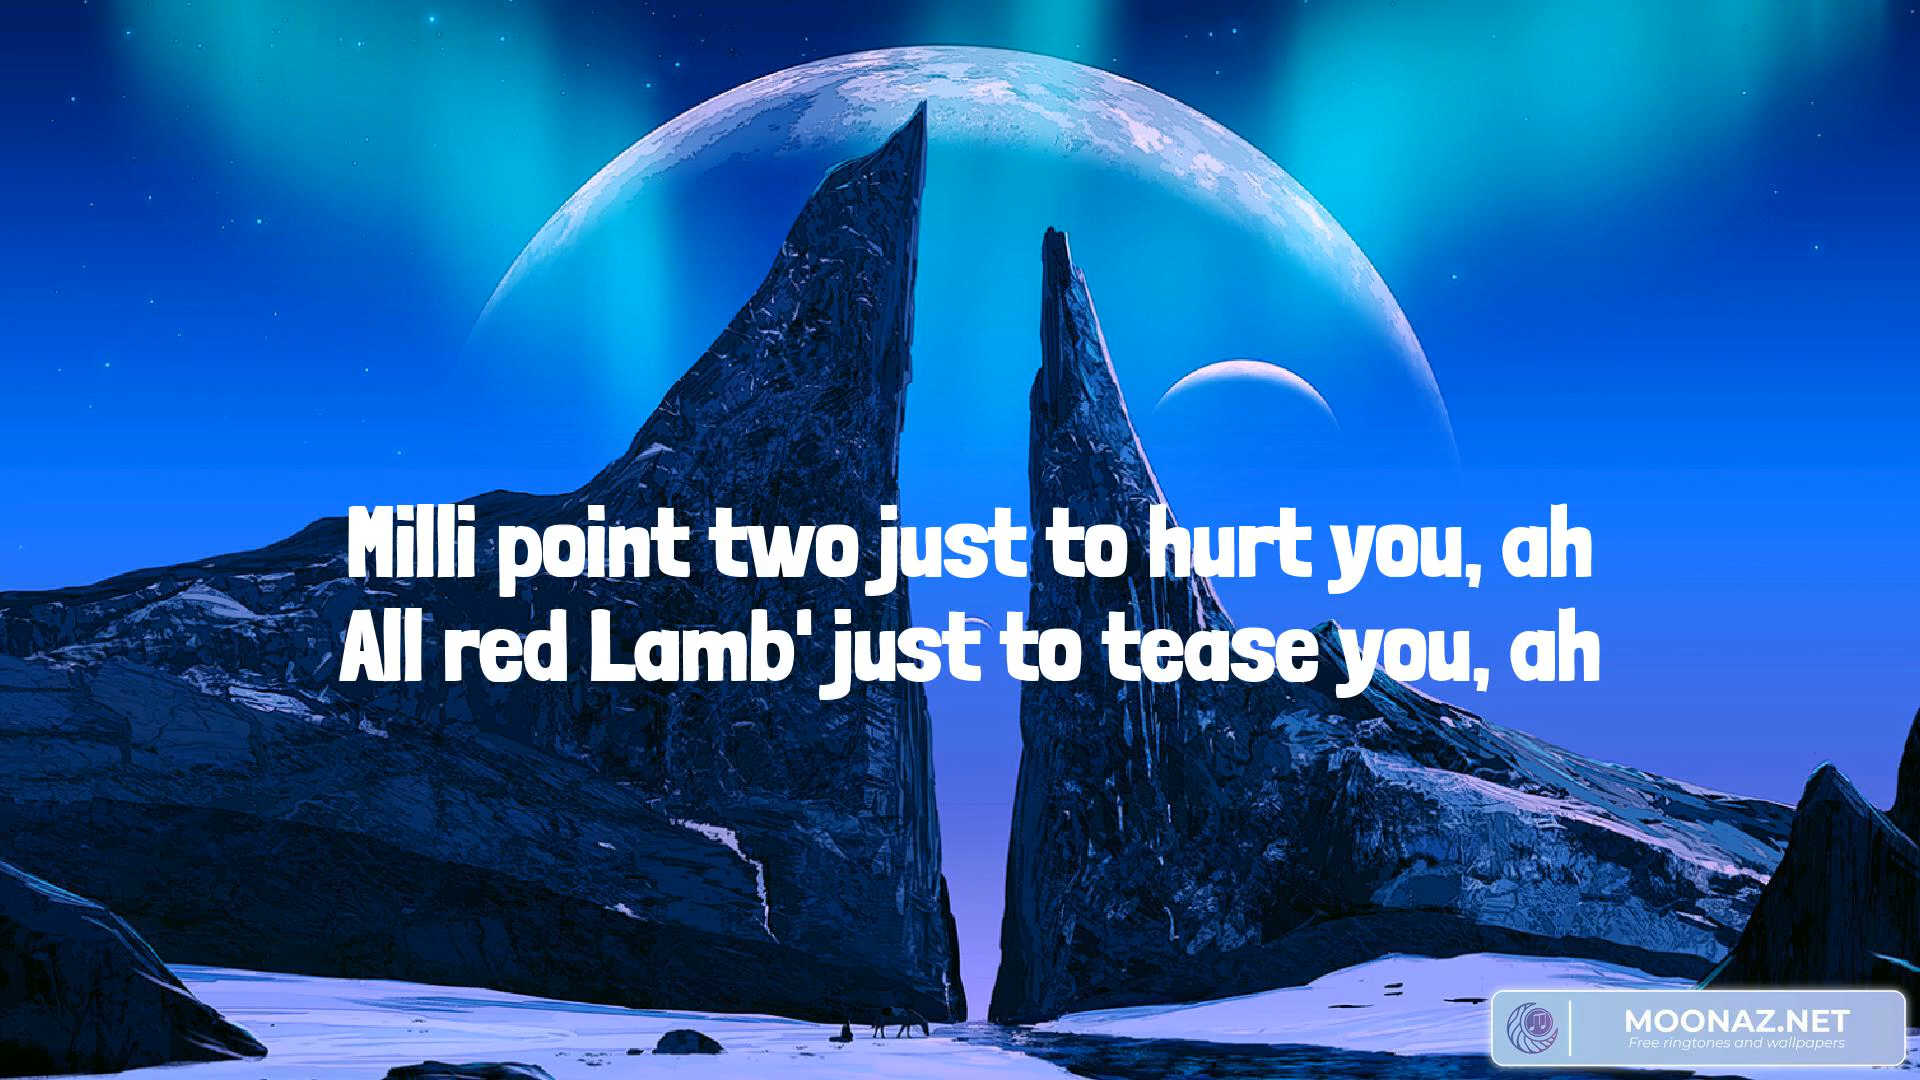 Milli point two just to hurt you, ah
All red Lamb' just to tease you, ah
MOONAZ.NET
Free ringtones and wallpapers